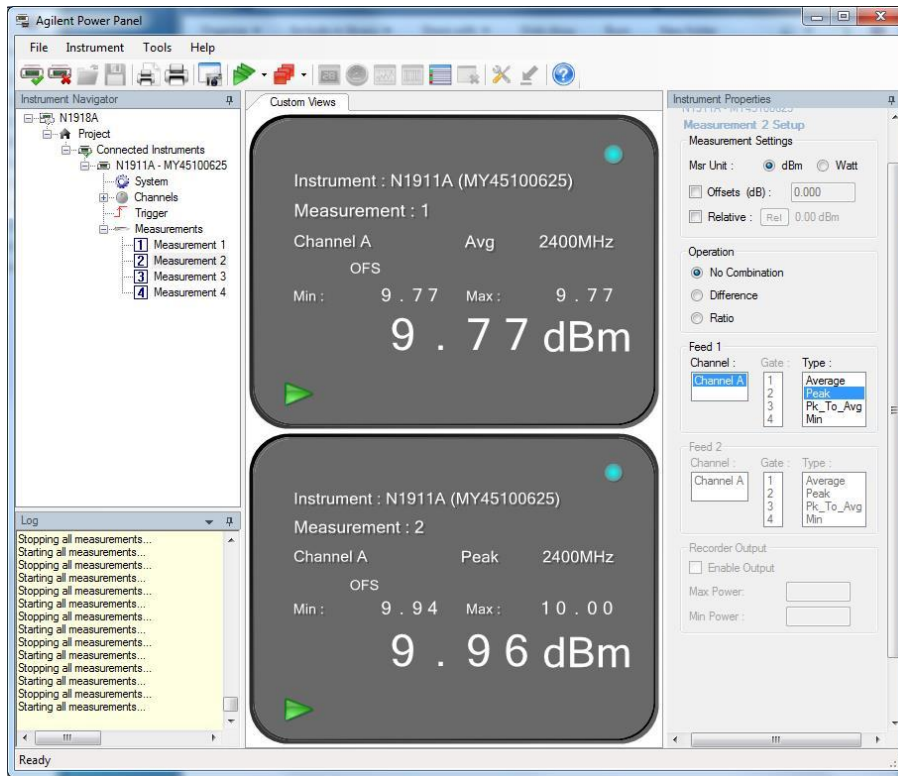 Agilent Power Panel
File Instrument Tools Help
Instrument Navigator
N1918A
Project
Connected Instruments
N1911A - MY45100625
System
Channels
Trigger
Measurements
1 Measurement 1
2 Measurement 2
3 Measurement 3
4 Measurement 4
Log
Stopping all measurements...
Starting all measurements...
Stopping all measurements...
Starting all measurements...
Stopping all measurements...
Starting all measurements...
Stopping all measurements...
Starting all measurements...
Stopping all measurements...
Starting all measurements...
Stopping all measurements...
Starting all measurements...
Stopping all measurements...
Starting all measurements...
Custom Views
Instrument : N1911A (MY45100625)
Measurement : 1
Channel A Avg 2400MHz
OFS
Min : 9.77 Max : 9.77
9.77 dBm
Instrument : N1911A (MY45100625)
Measurement : 2
Channel A Peak 2400MHz
OFS
Min : 9.94 Max : 10.00
9.96 dBm
Instrument Properties
Measurement 2 Setup
Measurement Settings
Msr Unit : dBm Watt
Offsets (dB) : 0.000
Relative : Rel 0.00 dBm
Operation
No Combination
Difference
Ratio
Feed 1
Channel : Gate : Type :
Channel A 1 Average
2 Peak
3 Pk_To_Avg
4 Min
Feed 2
Channel : Gate : Type :
Channel A 1 Average
2 Peak
3 Pk_To_Avg
4 Min
Recorder Output
Enable Output
Max Power:
Min Power :
Ready